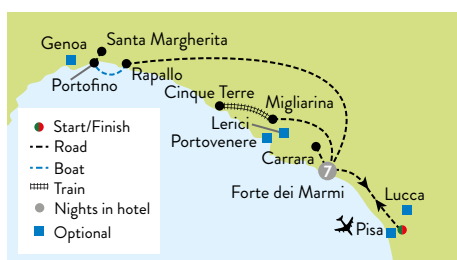 Genoa
Santa Margherita
Portofino
Rapallo
Cinque Terre
Migliarina
Lerici
Portovenere
Carrara
7
Forte dei Marmi
Lucca
Pisa
Start/Finish
Road
Boat
Train
Nights in hotel
Optional